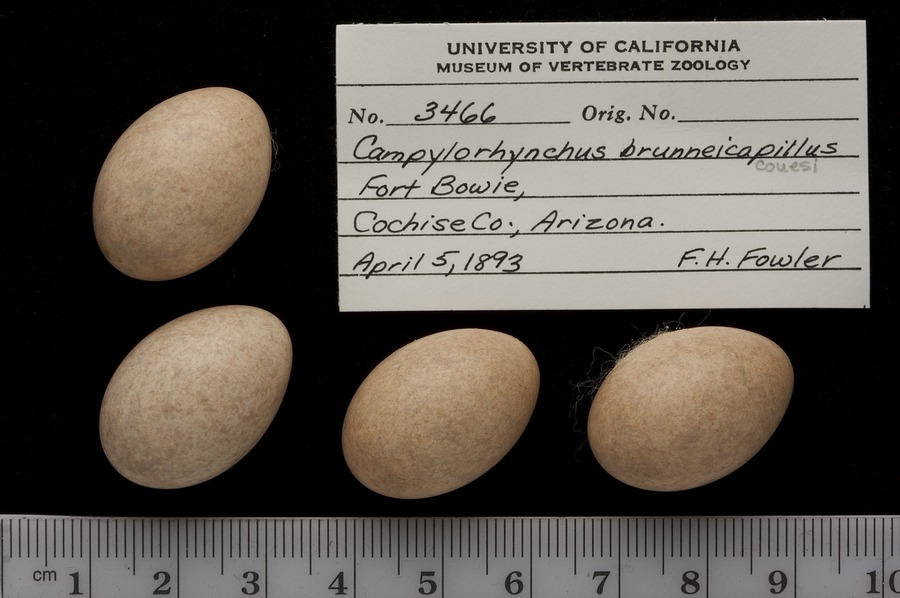 UNIVERSITY OF CALIFORNIA
MUSEUM OF VERTEBRATE ZOOLOGY
No. 3466 Orig. No.
Campylorhynchus brunneicapillus
couesi
Fort Bowie,
Cochise Co., Arizona.
April 5, 1893 F.H. Fowler
cm 1 2 3 4 5 6 7 8 9 10